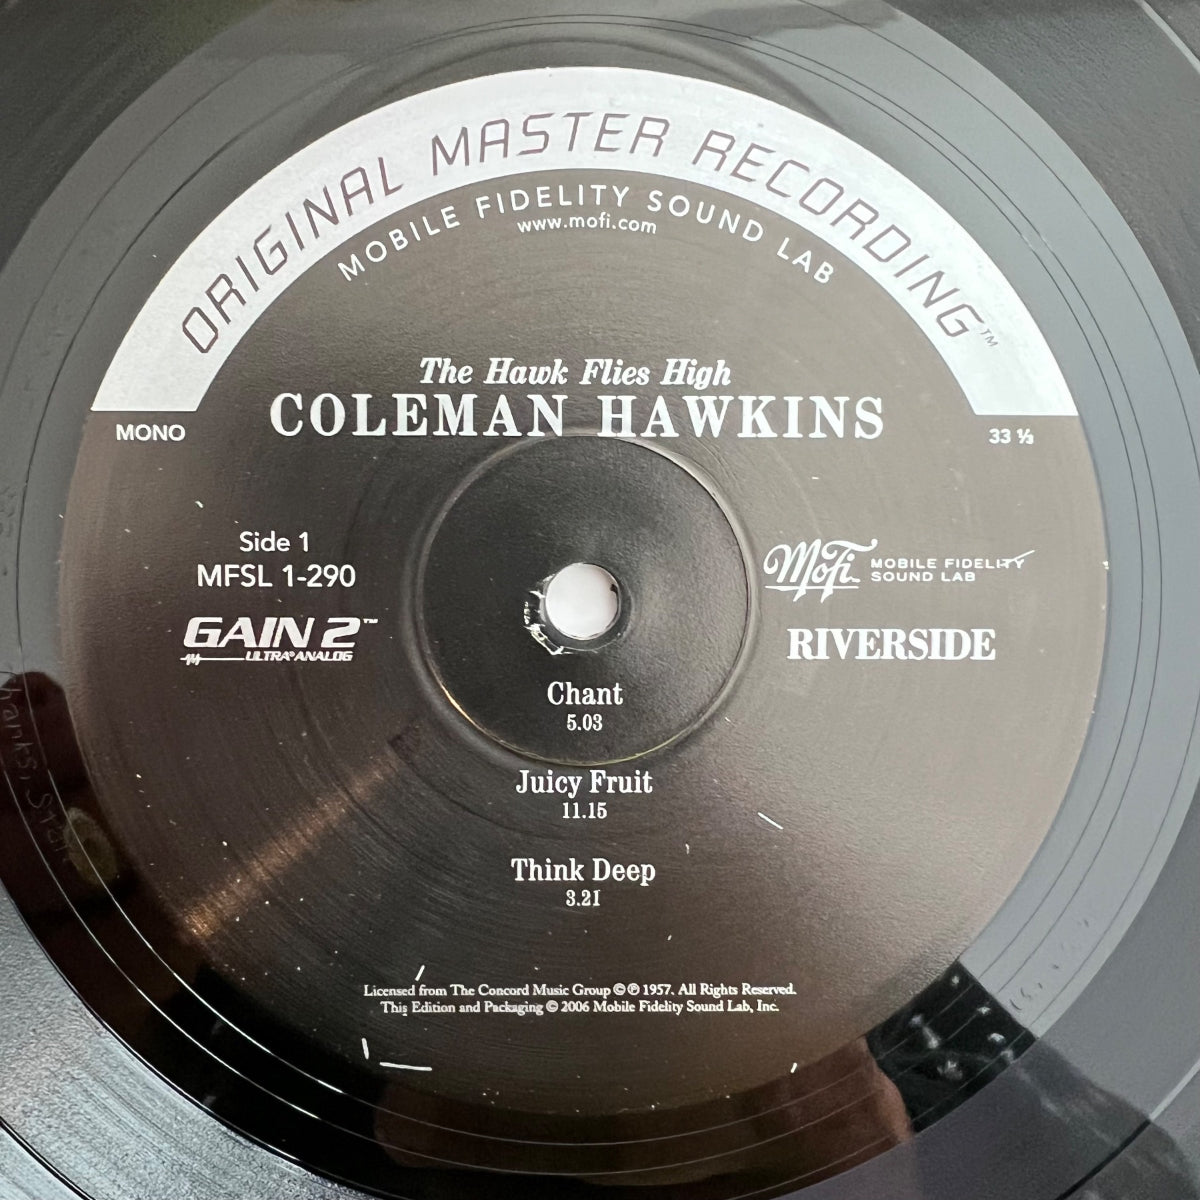 ORIGINAL MASTER RECORDING™
MOBILE FIDELITY SOUND LAB
www.mofi.com
The Hawk Flies High
COLEMAN HAWKINS
MONO
33 ⅓
Side 1
MFSL 1-290
GAIN 2™
ULTRA ANALOG
MoFi MOBILE FIDELITY
SOUND LAB
RIVERSIDE
Chant
5.03
Juicy Fruit
11.15
Think Deep
3.21
Licensed from The Concord Music Group ©℗ 1957. All Rights Reserved.
This Edition and Packaging © 2006 Mobile Fidelity Sound Lab, Inc.